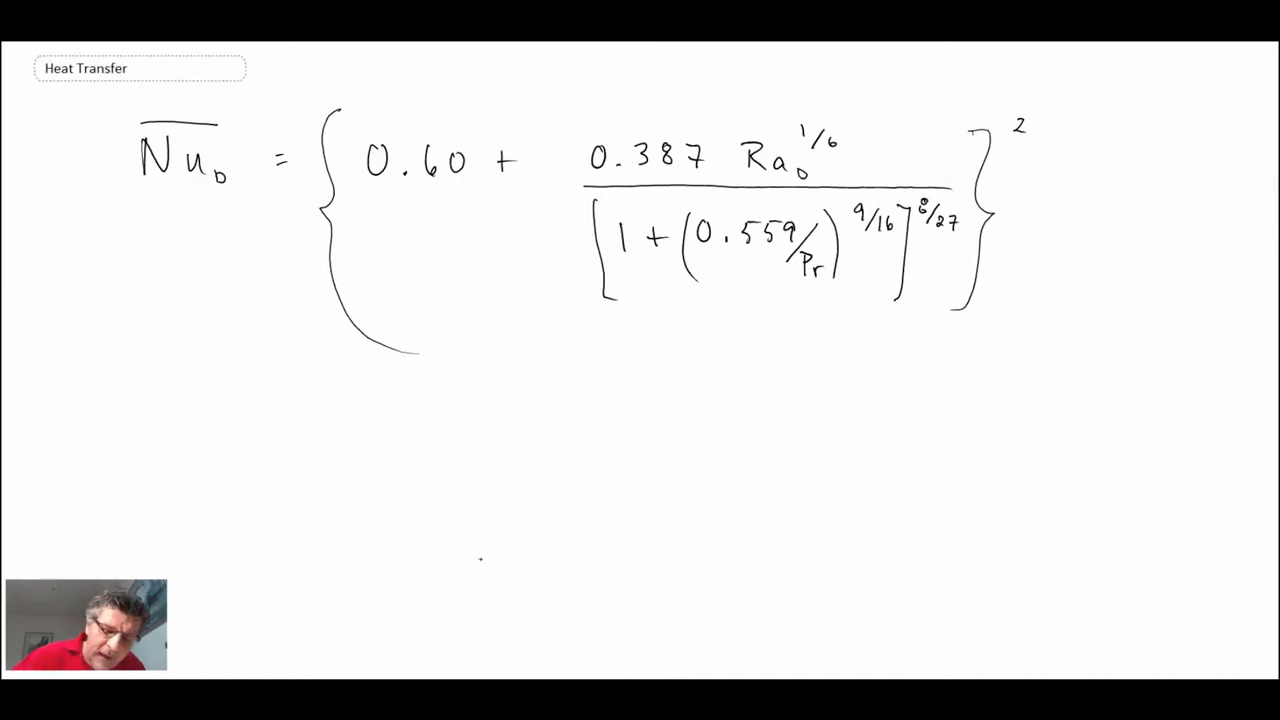 Heat Transfer
Nu_D = { 0.60 + 0.387 Ra_D^1/6 / [1 + (0.559/Pr)^9/16]^8/27 }^2